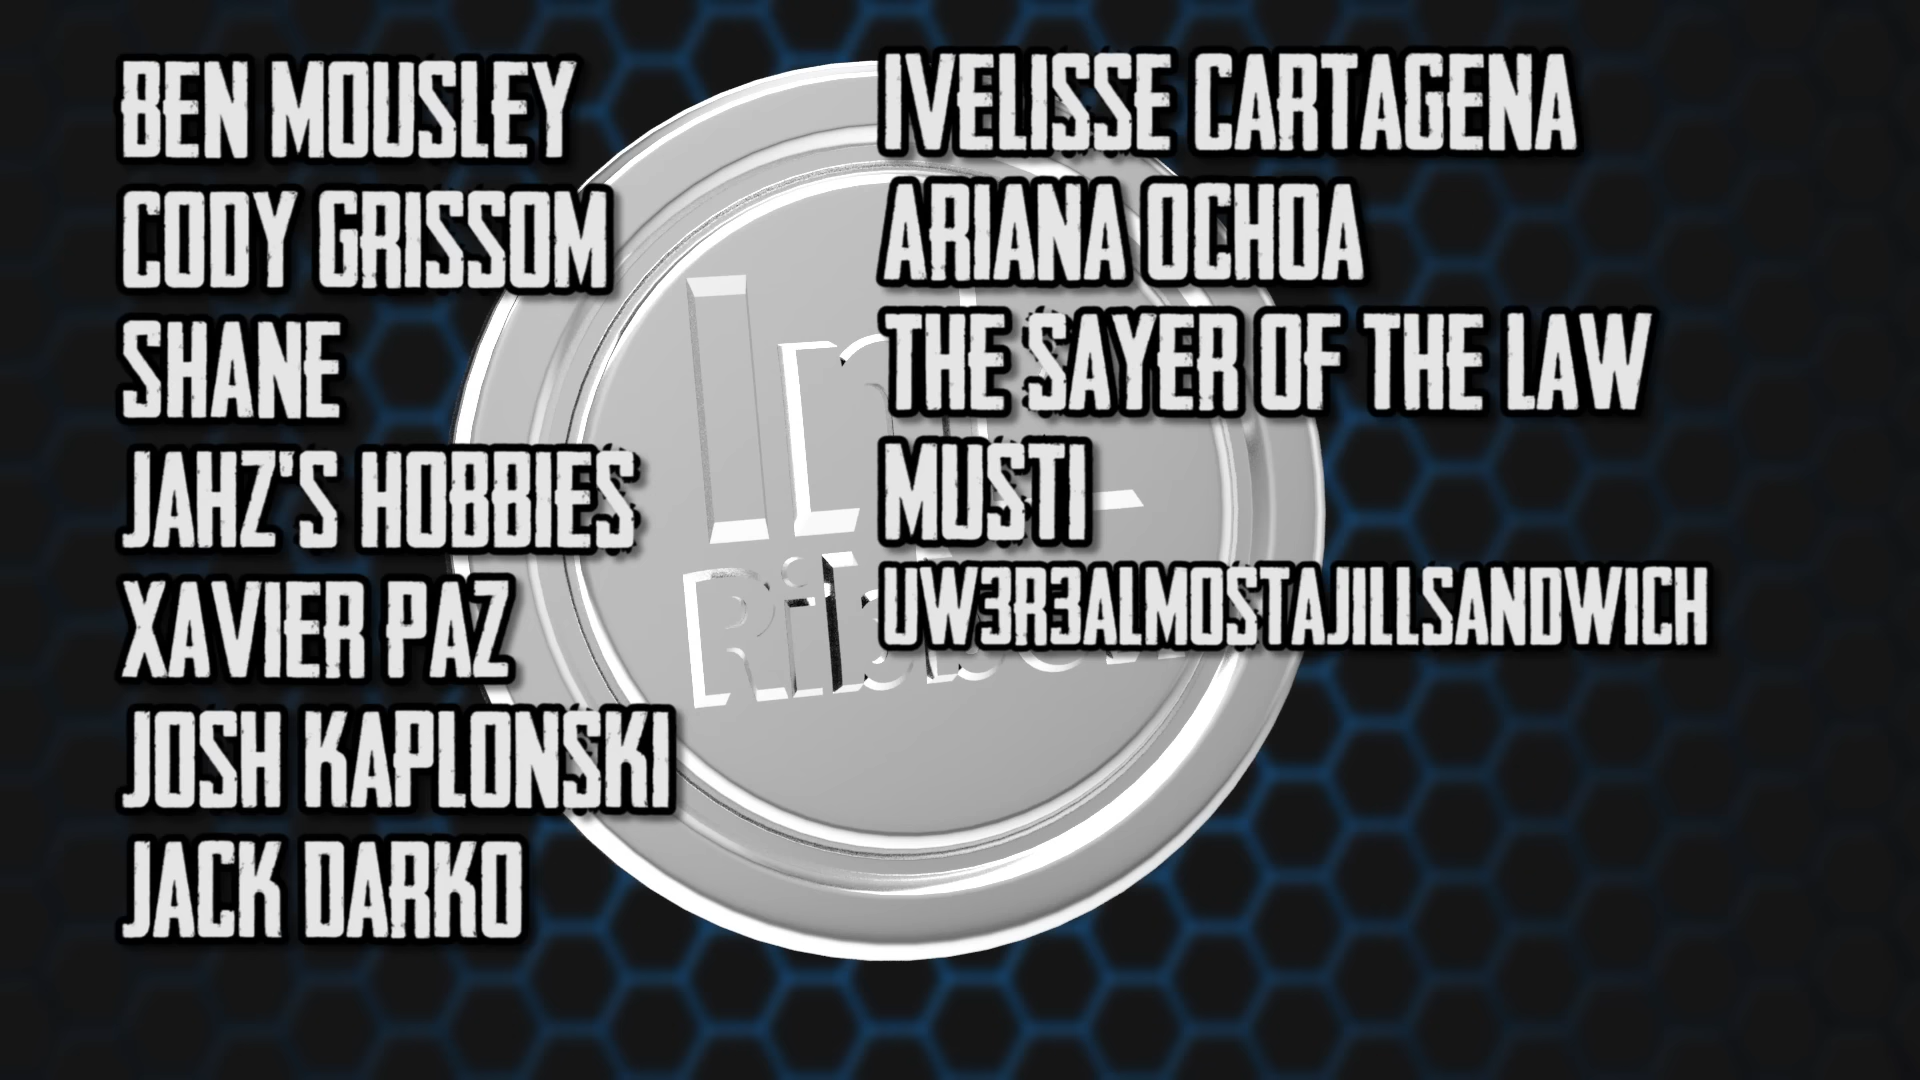 BEN MOUSLEY
CODY GRISSOM
SHANE
JAHZ'S HOBBIES
XAVIER PAZ
JOSH KAPLONSKI
JACK DARKO
IVELISSE CARTAGENA
ARIANA OCHOA
THE SAYER OF THE LAW
MUSTI
UW3R3ALMOSTAJILLSANDWICH